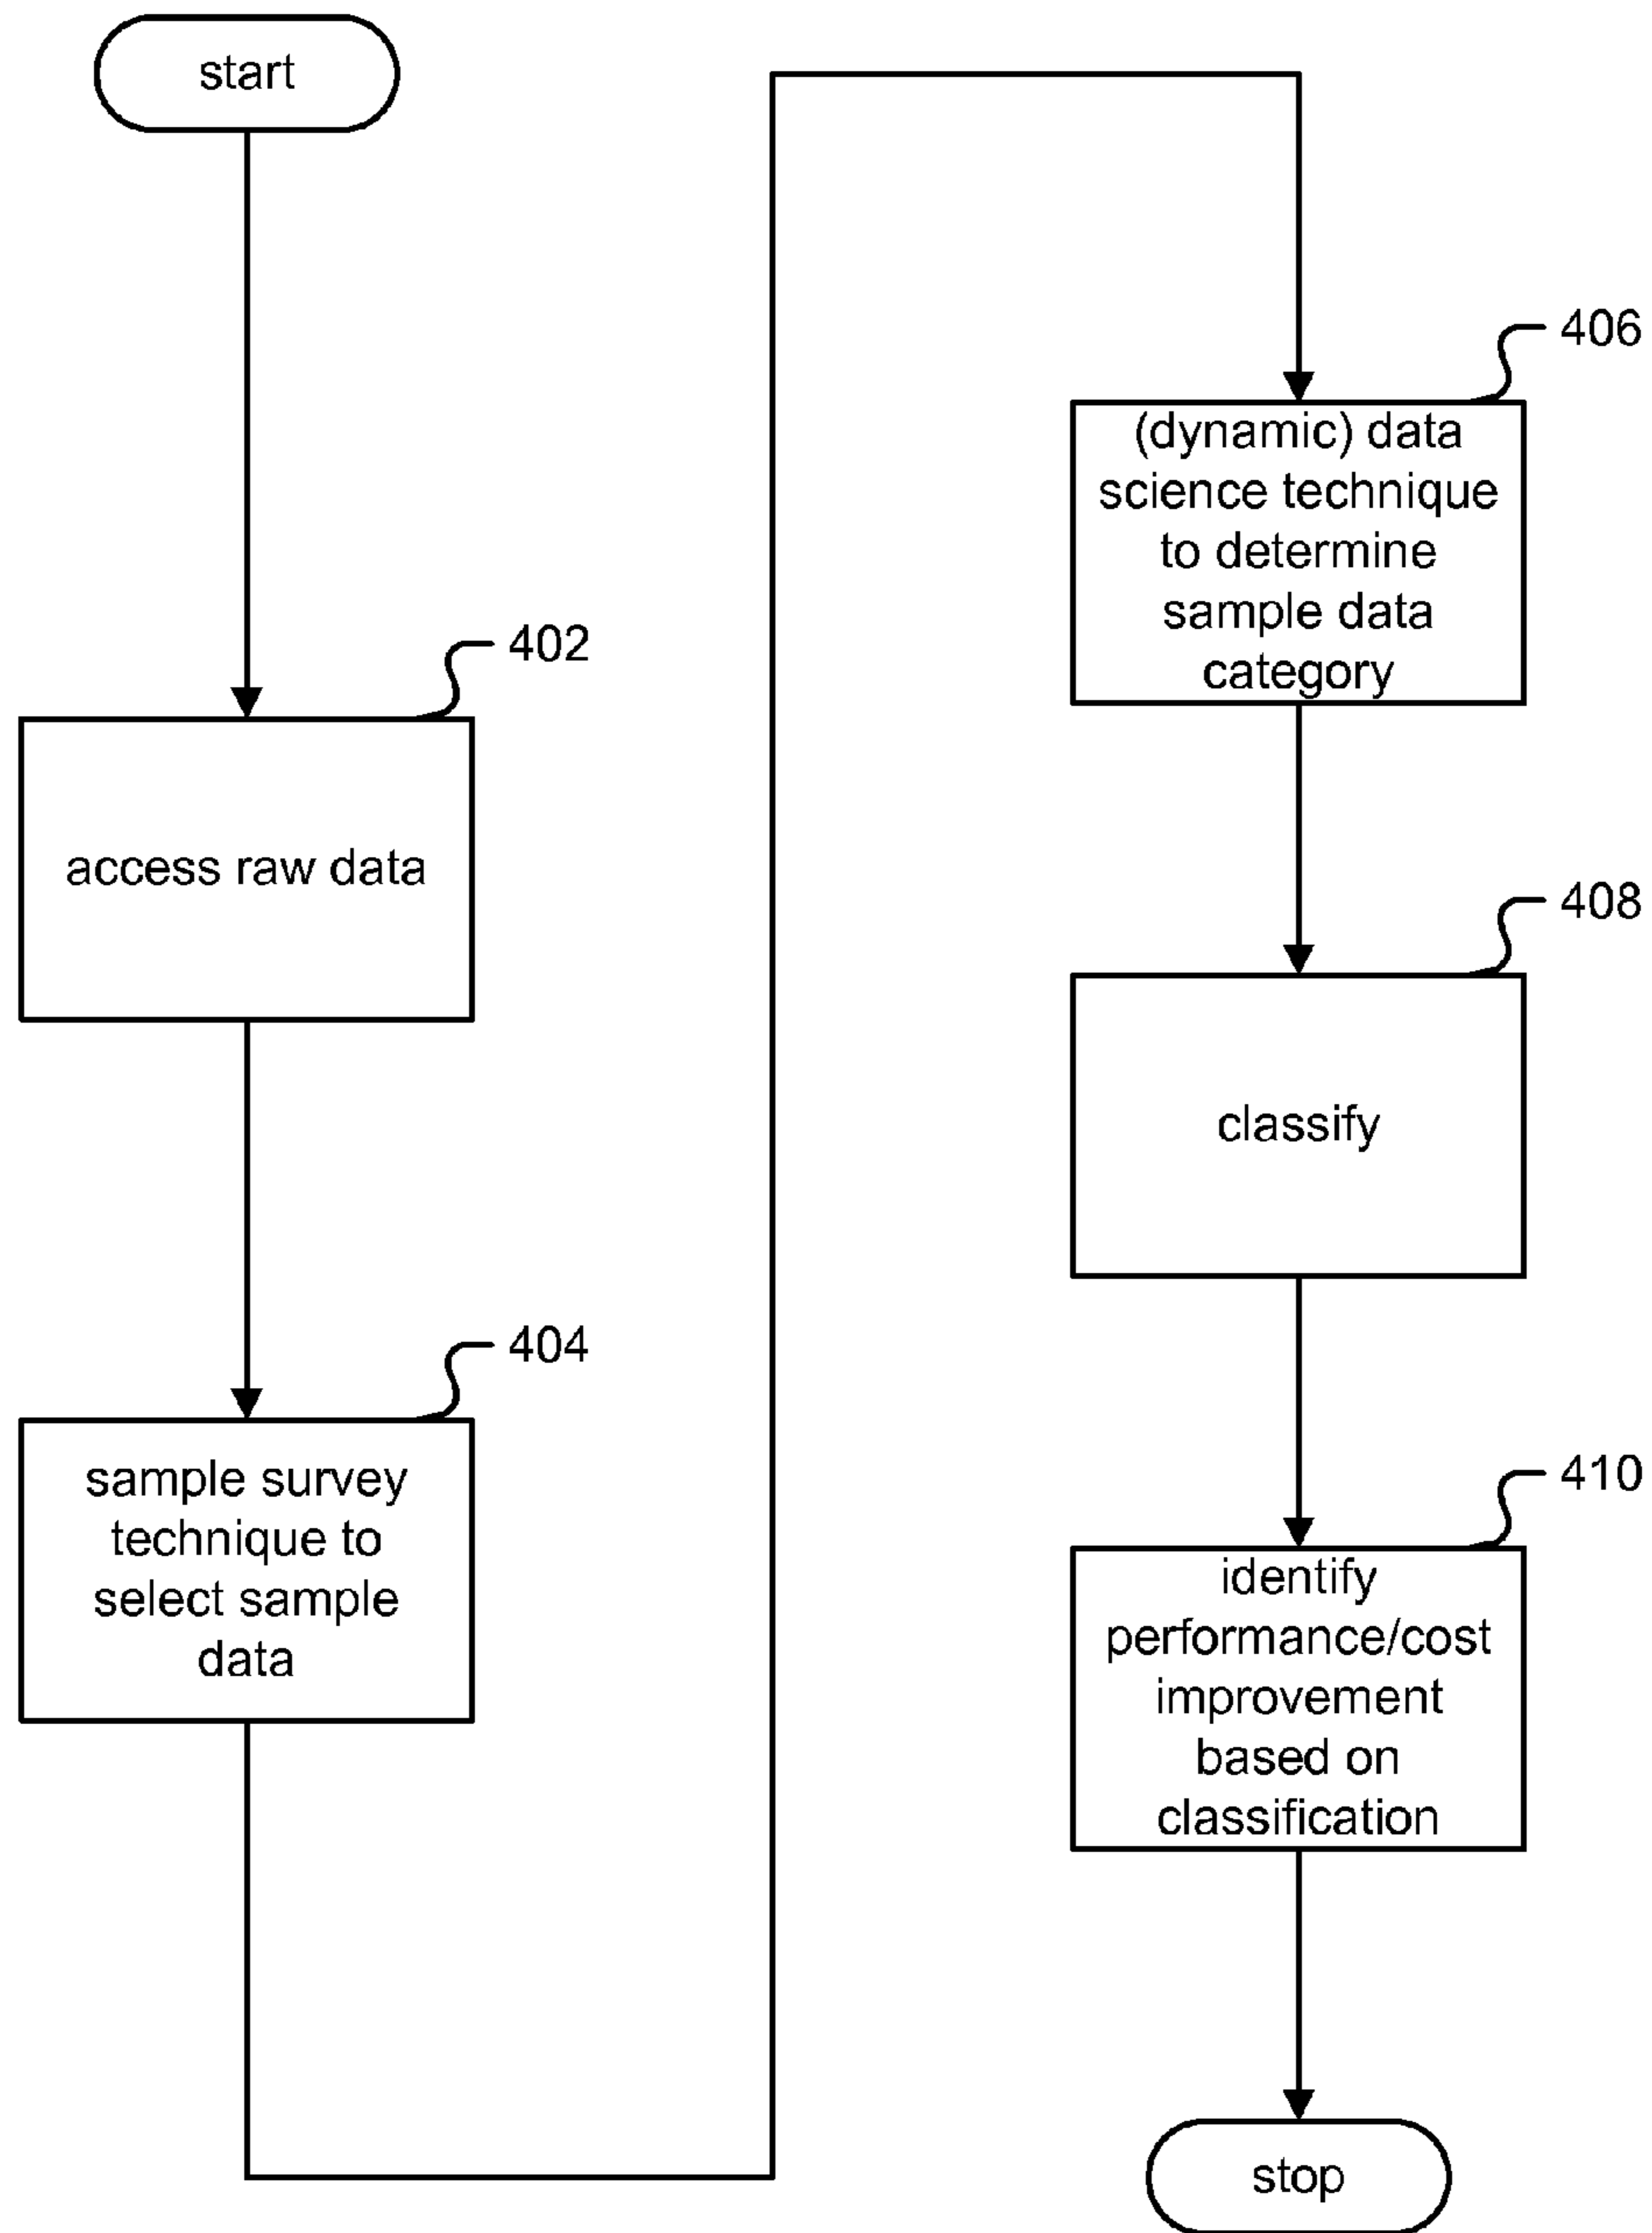 start
402
access raw data
404
sample survey
technique to
select sample
data
406
(dynamic) data
science technique
to determine
sample data
category
408
classify
410
identify
performance/cost
improvement
based on
classification
stop